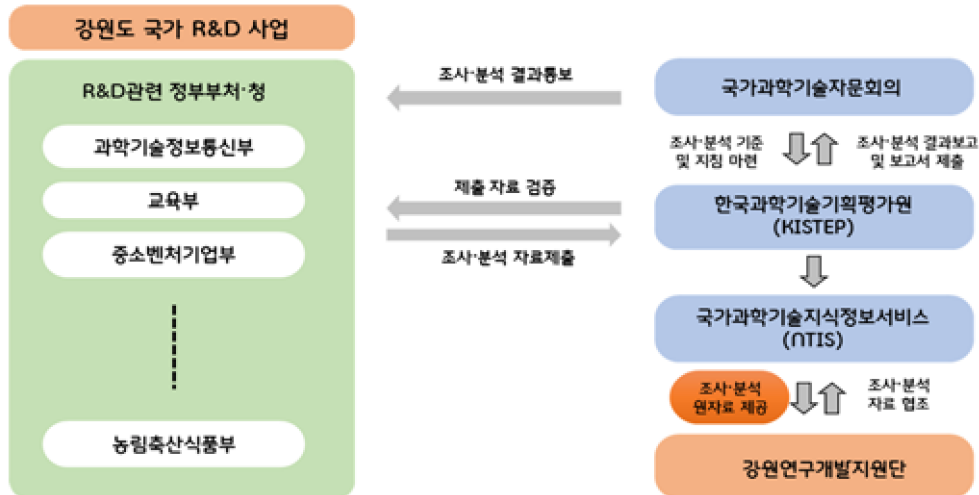 강원도 국가 R&D 사업
R&D관련 정부부처·청
과학기술정보통신부
교육부
중소벤처기업부
농림축산식품부
조사·분석 결과통보
제출 자료 검증
조사·분석 자료제출
국가과학기술자문회의
조사·분석 기준
및 지침 마련
조사·분석 결과보고
및 보고서 제출
한국과학기술기획평가원
(KISTEP)
국가과학기술지식정보서비스
(NTIS)
조사·분석
원자료 제공
조사·분석
자료 협조
강원연구개발지원단